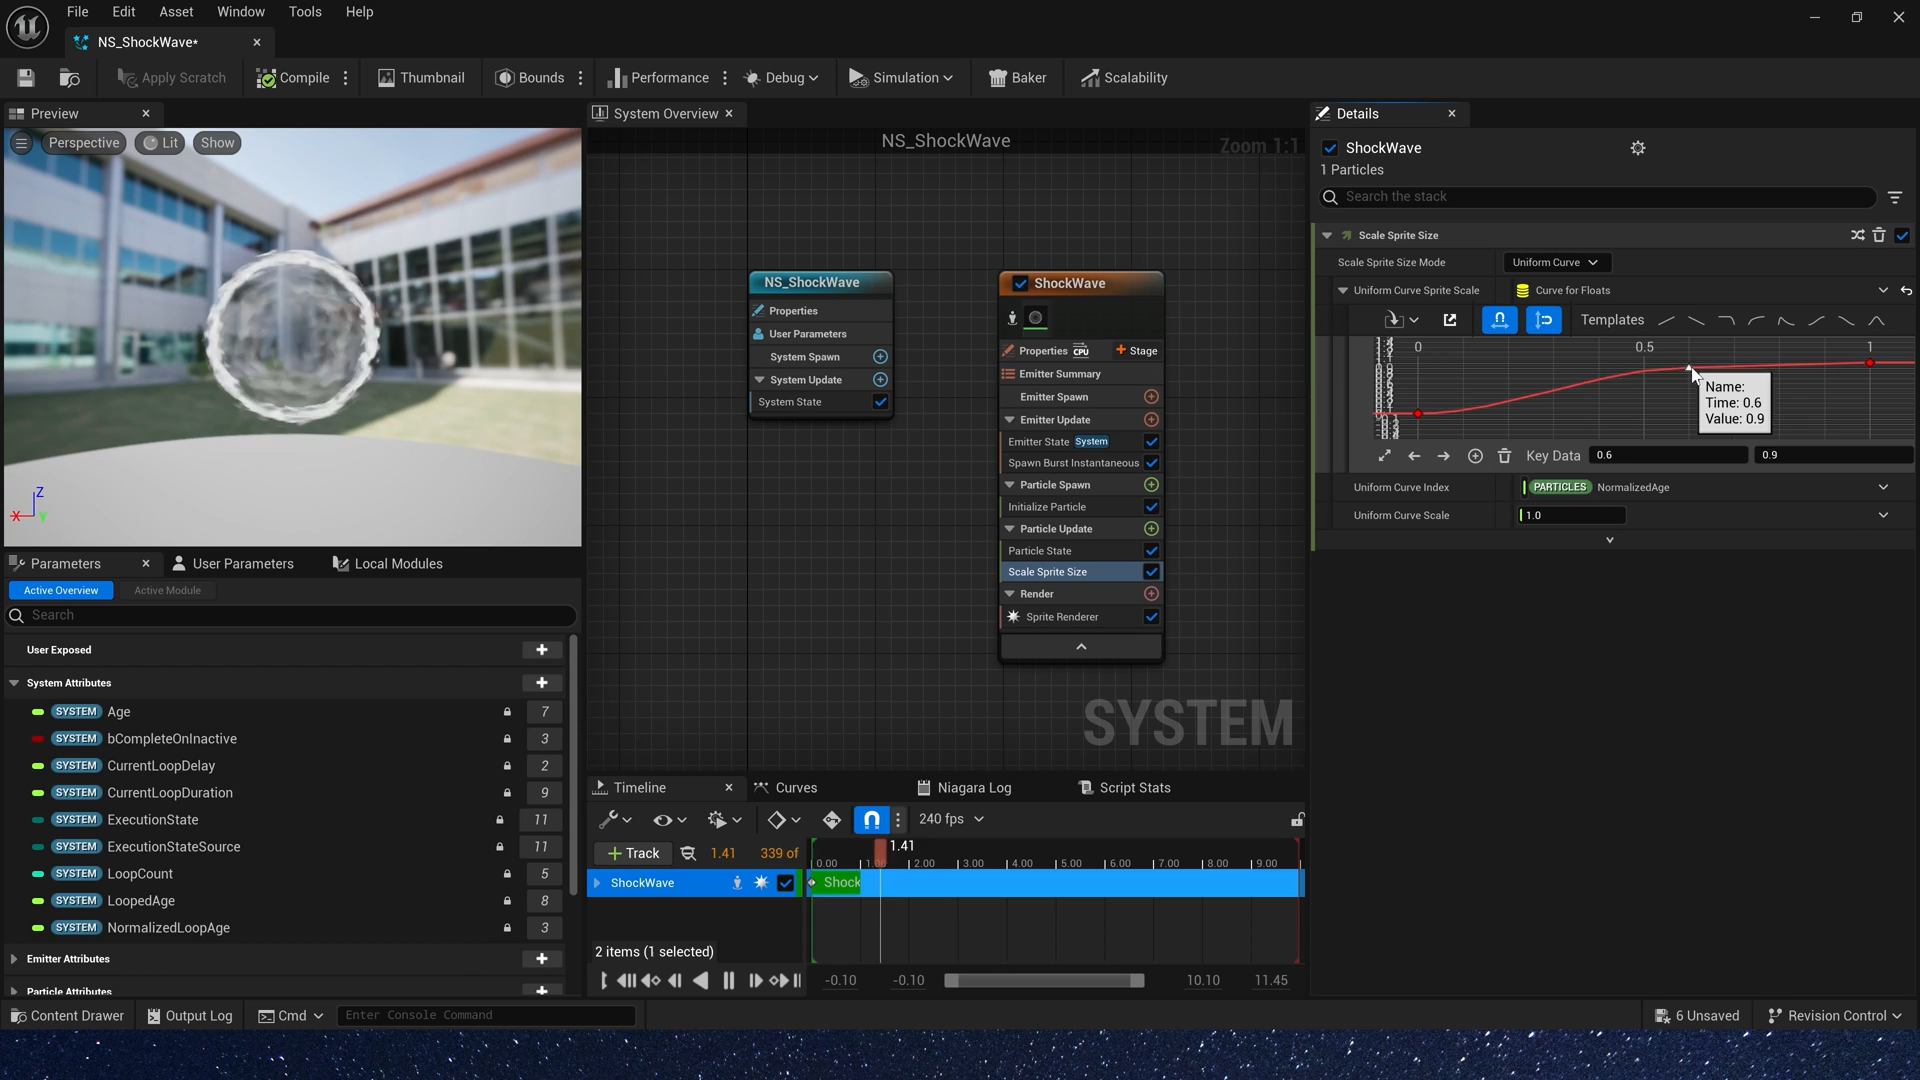 File Edit Asset Window Tools Help
NS_ShockWave*
Apply Scratch Compile Thumbnail Bounds Performance Debug Simulation Baker Scalability
Preview
Perspective Lit Show
Z
X Y
System Overview
NS_ShockWave
Zoom 1:1
NS_ShockWave
Properties
User Parameters
System Spawn
System Update
System State
ShockWave
Properties CPU Stage
Emitter Summary
Emitter Spawn
Emitter Update
Emitter State System
Spawn Burst Instantaneous
Particle Spawn
Initialize Particle
Particle Update
Particle State
Scale Sprite Size
Render
Sprite Renderer
SYSTEM
Details
ShockWave
1 Particles
Search the stack
Scale Sprite Size
Scale Sprite Size Mode Uniform Curve
Uniform Curve Sprite Scale Curve for Floats
Templates
0 0.5 1
Name:
Time: 0.6
Value: 0.9
Key Data 0.6 0.9
Uniform Curve Index PARTICLES NormalizedAge
Uniform Curve Scale 1.0
Parameters User Parameters Local Modules
Active Overview Active Module
Search
User Exposed
System Attributes
SYSTEM Age 7
SYSTEM bCompleteOnInactive 3
SYSTEM CurrentLoopDelay 2
SYSTEM CurrentLoopDuration 9
SYSTEM ExecutionState 11
SYSTEM ExecutionStateSource 11
SYSTEM LoopCount 5
SYSTEM LoopedAge 8
SYSTEM NormalizedLoopAge 3
Emitter Attributes
Particle Attributes
Timeline Curves Niagara Log Script Stats
240 fps
Track 1.41 339 of
1.41
0.00 1.00 2.00 3.00 4.00 5.00 6.00 7.00 8.00 9.00
ShockWave Shock
2 items (1 selected)
-0.10 -0.10 10.10 11.45
Content Drawer Output Log Cmd Enter Console Command 6 Unsaved Revision Control